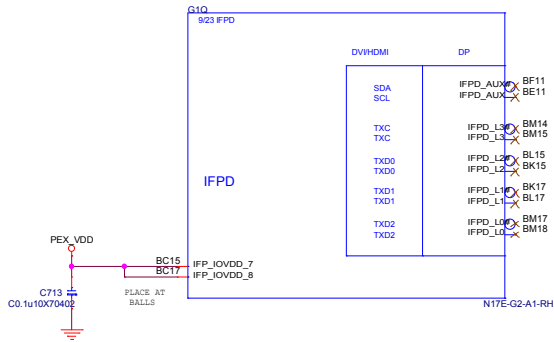 G1Q
9/23 IFPD
DVI/HDMI DP
IFPD_AUX# BF11
SDA IFPD_AUX BE11
SCL
TXC IFPD_L3# BM14
TXC IFPD_L3 BM15
TXD0 IFPD_L2# BL15
TXD0 IFPD_L2 BK15
IFPD
TXD1 IFPD_L1# BK17
TXD1 IFPD_L1 BL17
TXD2 IFPD_L0# BM17
TXD2 IFPD_L0 BM18
PEX_VDD
BC15 IFP_IOVDD_7
BC17 IFP_IOVDD_8
C713 PLACE AT
C0.1u10X70402 BALLS
N17E-G2-A1-RH